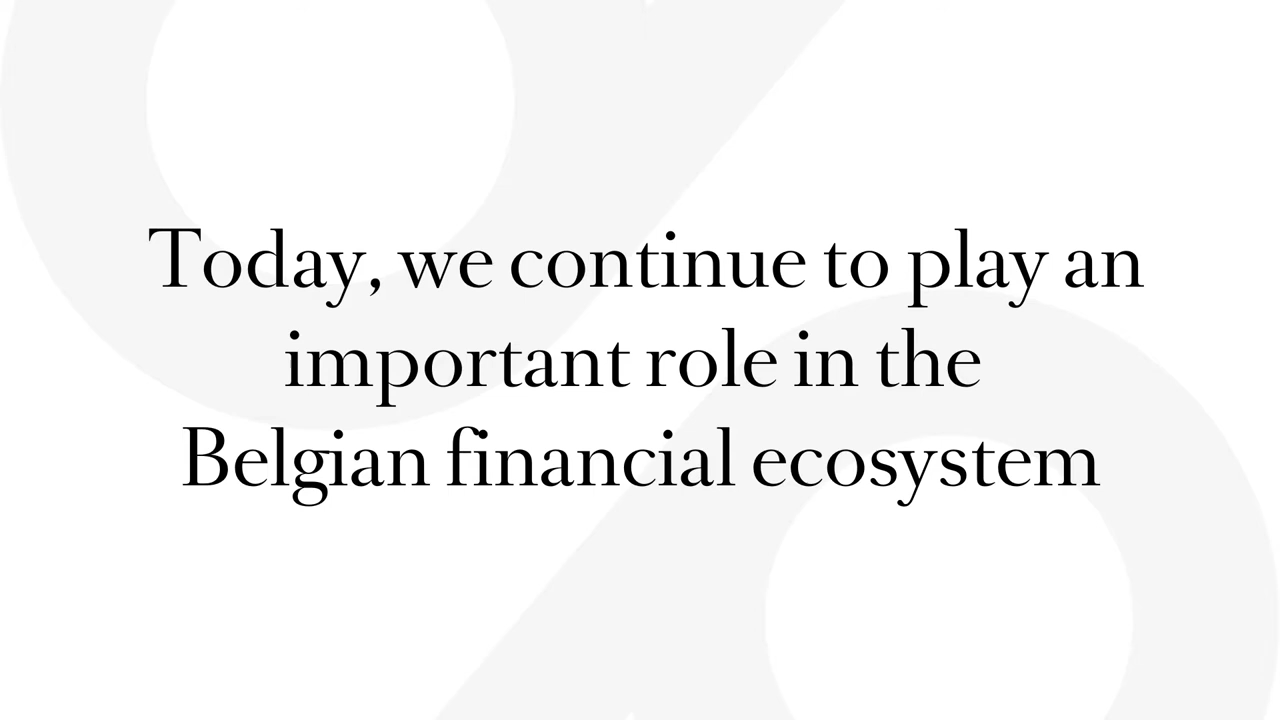 Today, we continue to play an
important role in the
Belgian financial ecosystem